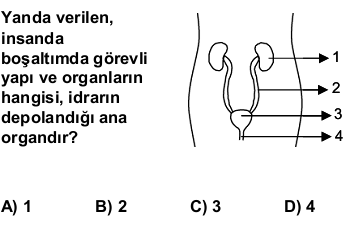 Yanda verilen,
insanda
boşaltımda görevli
yapı ve organların
hangisi, idrarın
depolandığı ana
organdır?
1
2
3
4
A) 1 B) 2 C) 3 D) 4